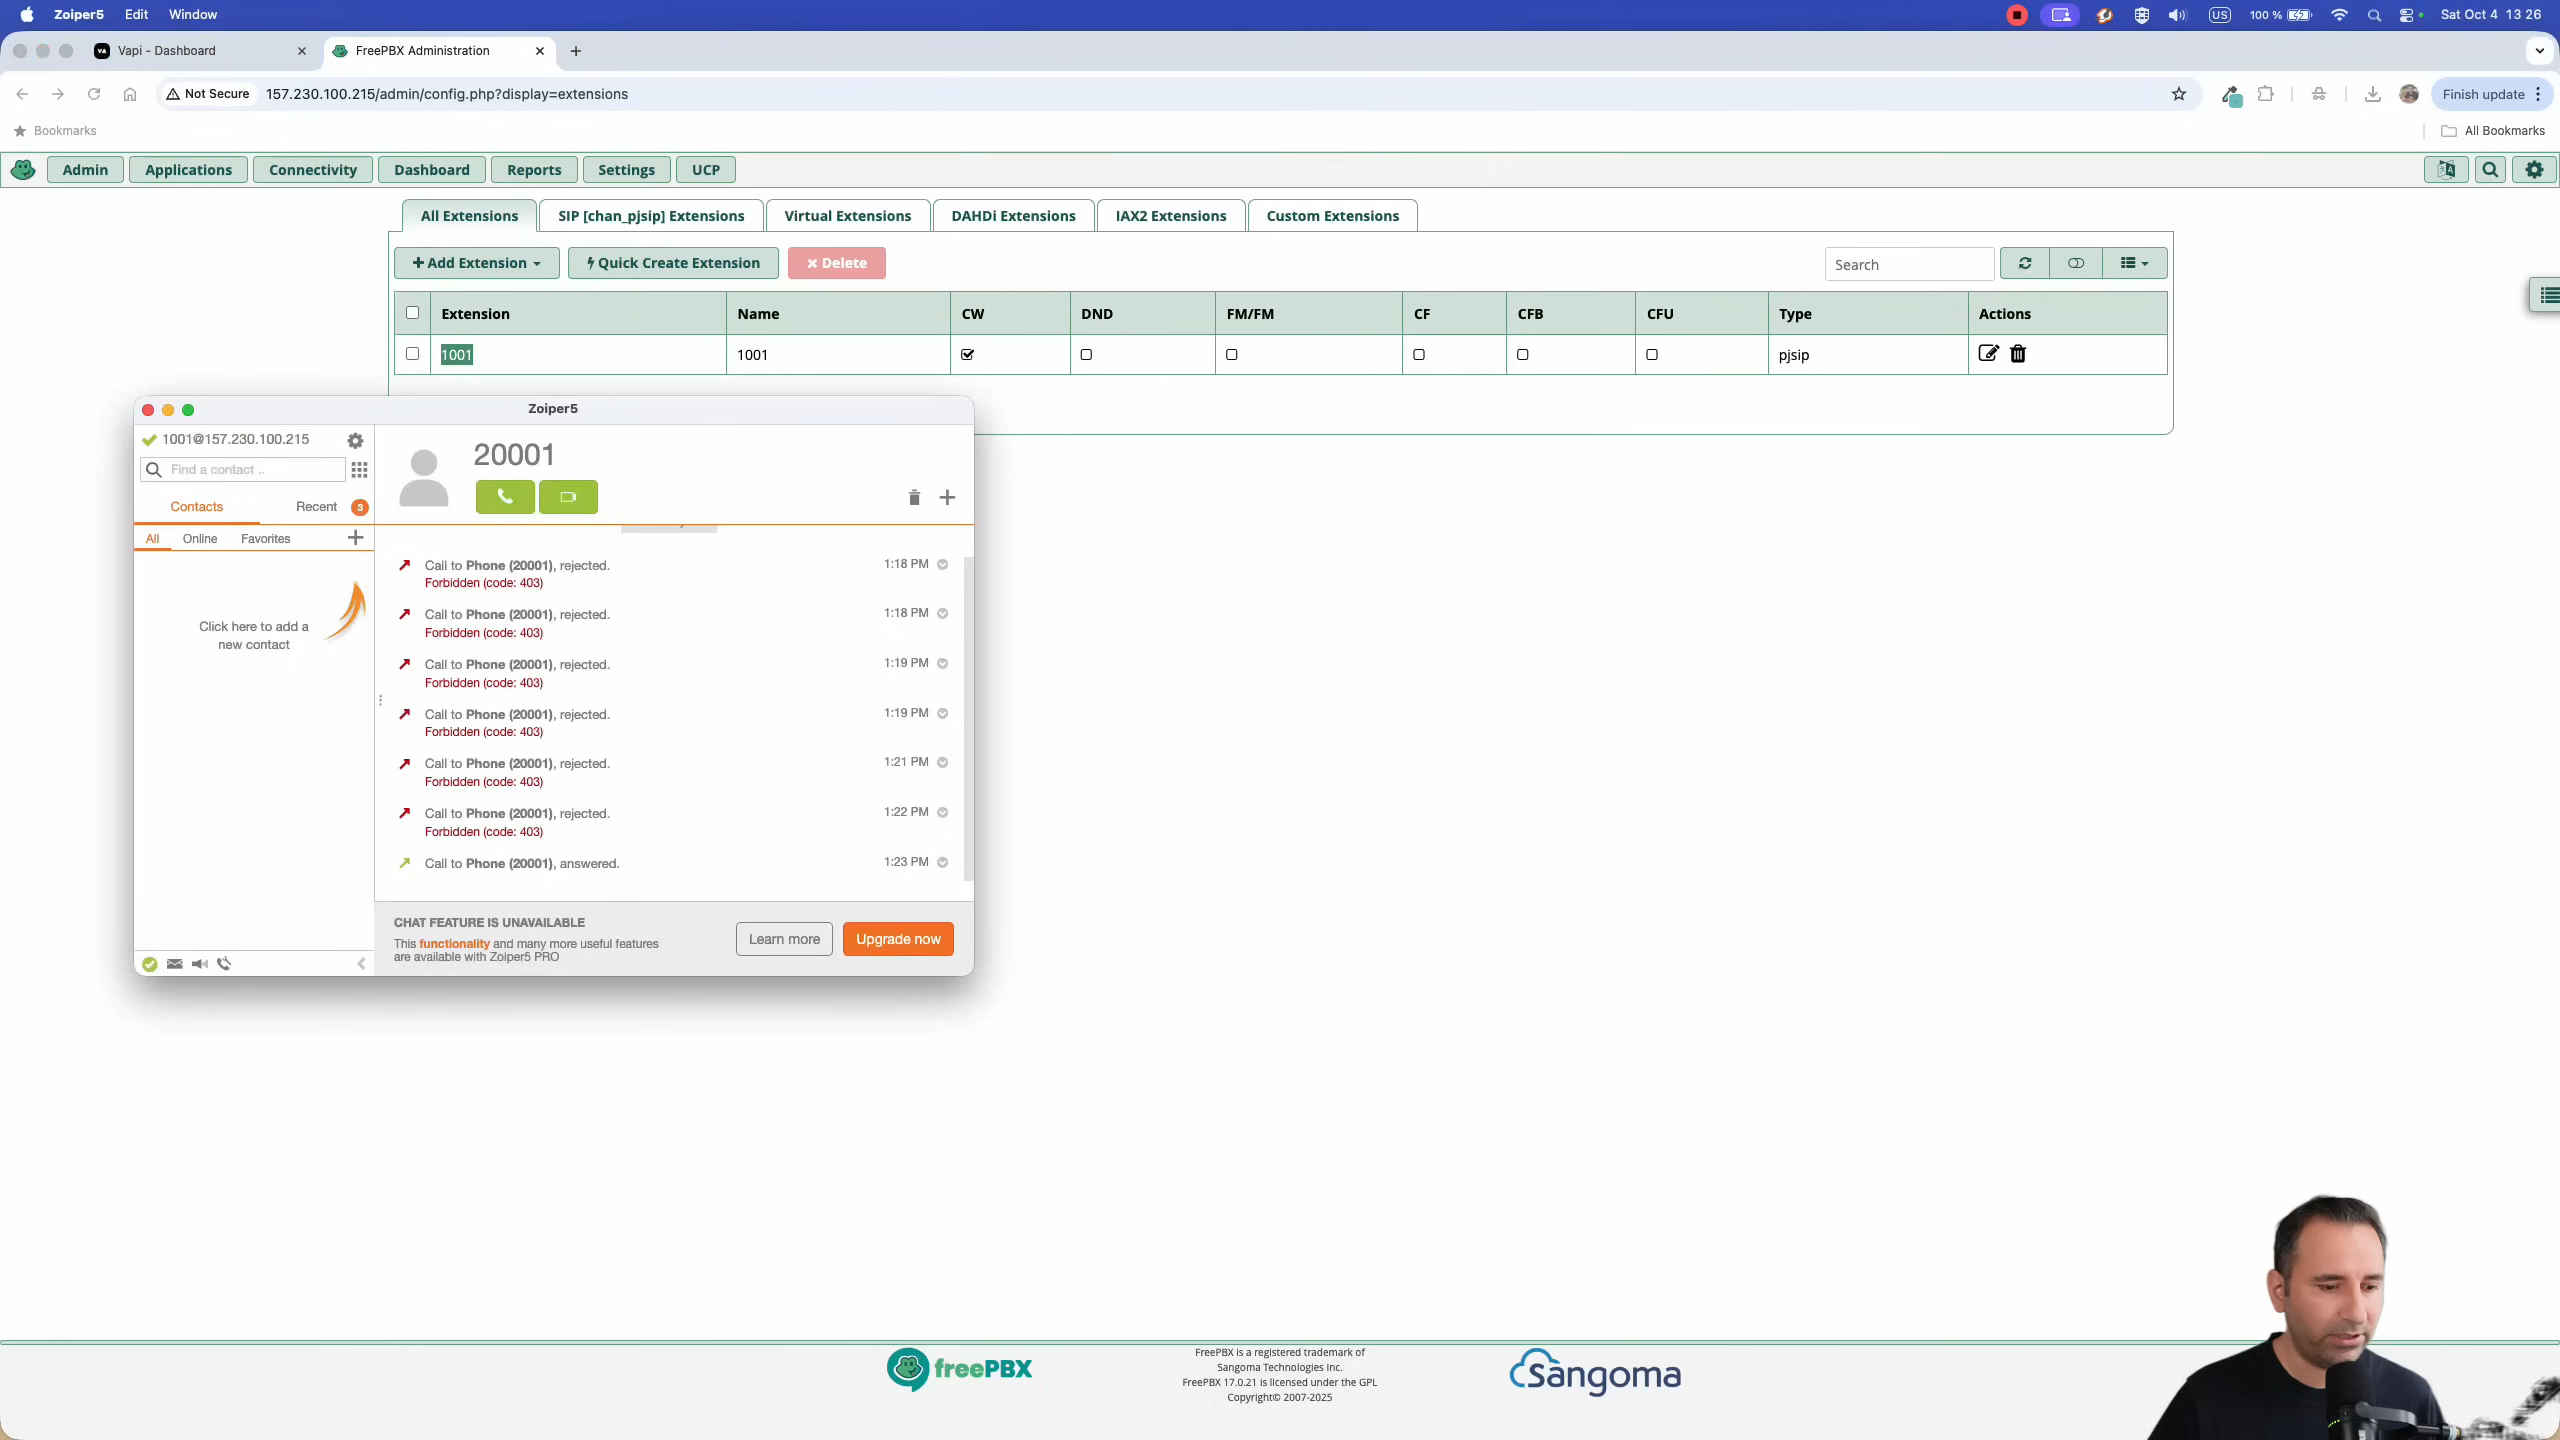 Zoiper5 Edit Window US 100 % Sat Oct 4 13 26
Vapi - Dashboard FreePBX Administration
Not Secure 157.230.100.215/admin/config.php?display=extensions Finish update
Bookmarks All Bookmarks
Admin Applications Connectivity Dashboard Reports Settings UCP
All Extensions SIP [chan_pjsip] Extensions Virtual Extensions DAHDi Extensions IAX2 Extensions Custom Extensions
Add Extension Quick Create Extension Delete Search
Extension Name CW DND FM/FM CF CFB CFU Type Actions
1001 1001 pjsip
Zoiper5
1001@157.230.100.215
Find a contact ..
Contacts Recent 3
All Online Favorites
Click here to add a
new contact
20001
Call to Phone (20001), rejected. 1:18 PM
Forbidden (code: 403)
Call to Phone (20001), rejected. 1:18 PM
Forbidden (code: 403)
Call to Phone (20001), rejected. 1:19 PM
Forbidden (code: 403)
Call to Phone (20001), rejected. 1:19 PM
Forbidden (code: 403)
Call to Phone (20001), rejected. 1:21 PM
Forbidden (code: 403)
Call to Phone (20001), rejected. 1:22 PM
Forbidden (code: 403)
Call to Phone (20001), answered. 1:23 PM
CHAT FEATURE IS UNAVAILABLE
This functionality and many more useful features
are available with Zoiper5 PRO
Learn more Upgrade now
freePBX
FreePBX is a registered trademark of
Sangoma Technologies Inc.
FreePBX 17.0.21 is licensed under the GPL
Copyright© 2007-2025
Sangoma